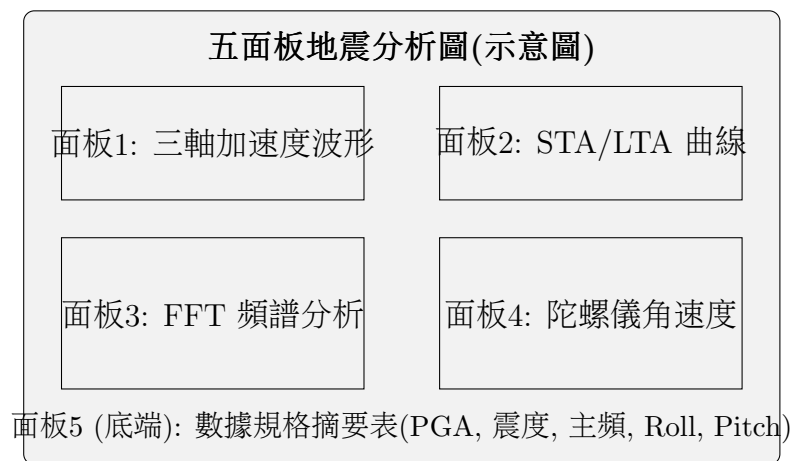 五面板地震分析圖(示意圖)
面板1: 三軸加速度波形
面板2: STA/LTA 曲線
面板3: FFT 頻譜分析
面板4: 陀螺儀角速度
面板5 (底端): 數據規格摘要表(PGA, 震度, 主頻, Roll, Pitch)